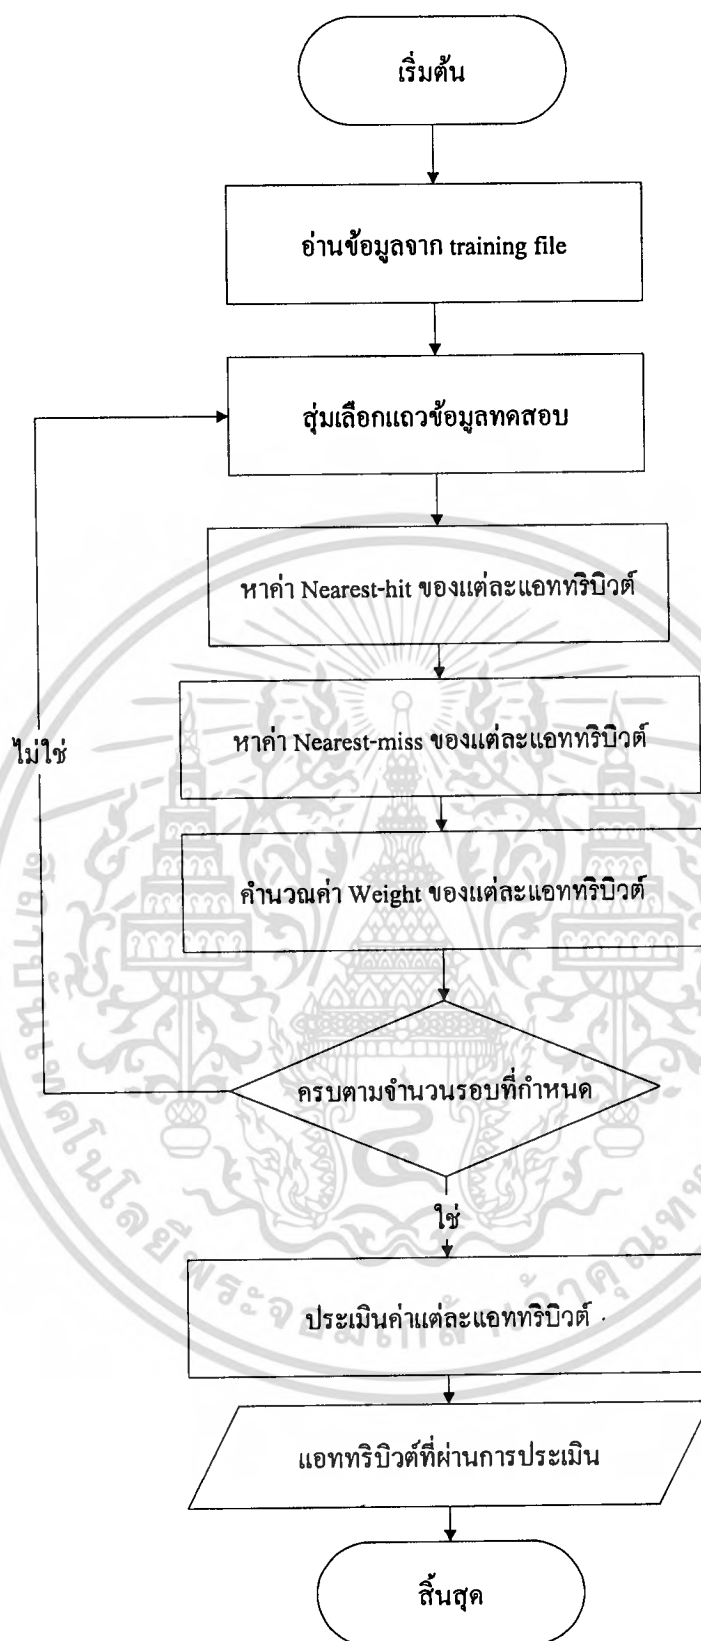 เริ่มต้น
อ่านข้อมูลจาก training file
สุ่มเลือกแถวข้อมูลทดสอบ
หาค่า Nearest-hit ของแต่ละแอททริบิวต์
หาค่า Nearest-miss ของแต่ละแอททริบิวต์
ไม่ใช่
คำนวณค่า Weight ของแต่ละแอททริบิวต์
ครบตามจำนวนรอบที่กำหนด
ใช่
ประเมินค่าแต่ละแอททริบิวต์
แอททริบิวต์ที่ผ่านการประเมิน
สิ้นสุด